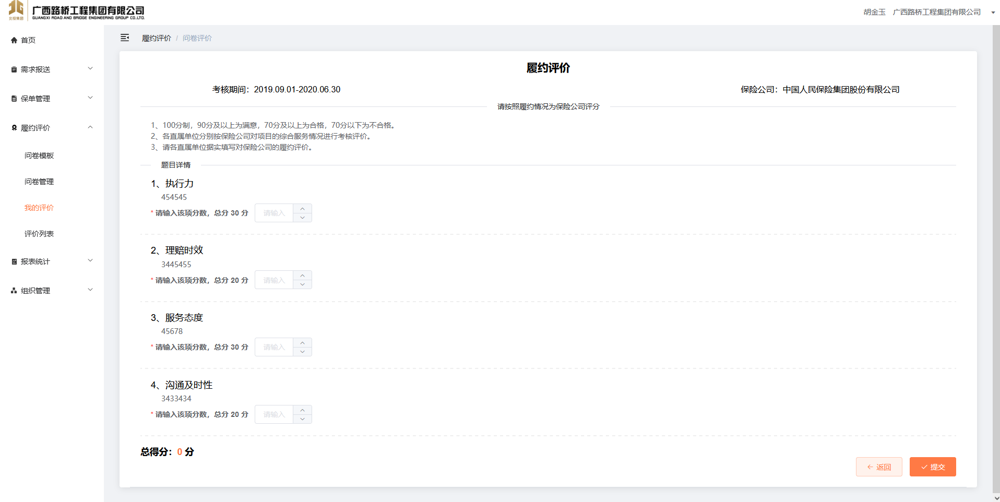 北投集团
广西路桥工程集团有限公司
GUANGXI ROAD AND BRIDGE ENGINEERING GROUP CO.,LTD.
胡金玉 广西路桥工程集团有限公司
首页
需求报送
保单管理
履约评价
问卷模板
问卷管理
我的评价
评价列表
报表统计
组织管理
履约评价 / 问卷评价
履约评价
考核期间：2019.09.01-2020.06.30
保险公司：中国人民保险集团股份有限公司
请按照履约情况为保险公司评分
1、100分制，90分及以上为满意，70分及以上为合格，70分以下为不合格。
2、各直属单位分别按保险公司对项目的综合服务情况进行考核评价。
3、请各直属单位据实填写对保险公司的履约评价。
题目详情
1、执行力
454545
* 请输入该项分数，总分 30 分 请输入
2、理赔时效
3445455
* 请输入该项分数，总分 20 分 请输入
3、服务态度
45678
* 请输入该项分数，总分 30 分 请输入
4、沟通及时性
3433434
* 请输入该项分数，总分 20 分 请输入
总得分：0 分
返回
提交